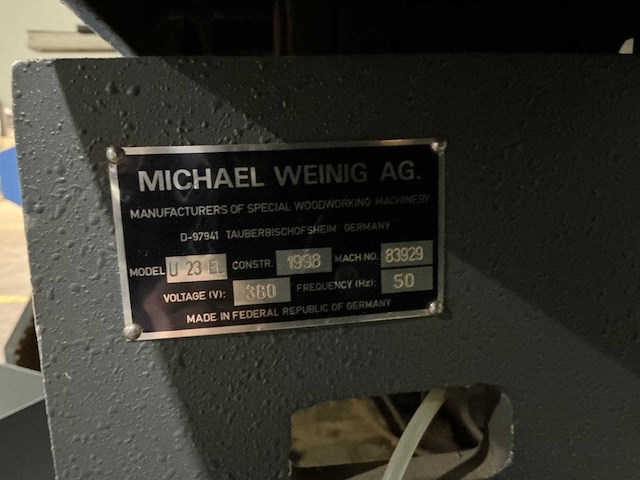 MICHAEL WEINIG AG.
MANUFACTURERS OF SPECIAL WOODWORKING MACHINERY
D-97941 TAUBERBISCHOFSHEIM GERMANY
MODEL U 23 EL CONSTR. 1998 MACH NO. 83929
VOLTAGE (V): 380 FREQUENCY (Hz): 50
MADE IN FEDERAL REPUBLIC OF GERMANY